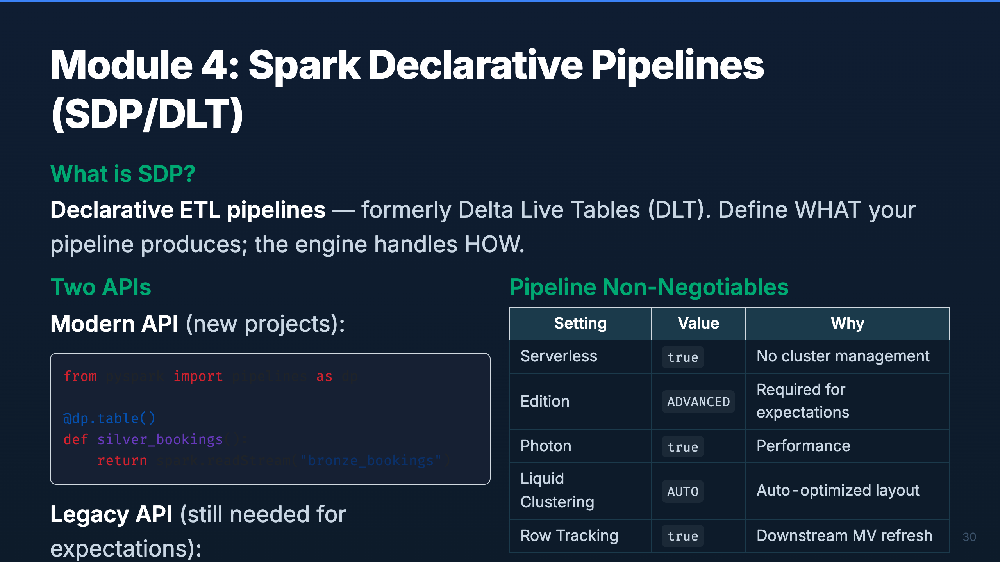 Module 4: Spark Declarative Pipelines
(SDP/DLT)
What is SDP?
Declarative ETL pipelines — formerly Delta Live Tables (DLT). Define WHAT your
pipeline produces; the engine handles HOW.
Two APIs
Modern API (new projects):
from pyspark import pipelines as dp
@dp.table()
def silver_bookings():
    return spark.readStream("bronze_bookings")
Legacy API (still needed for
expectations):
Pipeline Non-Negotiables
Setting Value Why
Serverless true No cluster management
Edition ADVANCED Required for
expectations
Photon true Performance
Liquid
Clustering AUTO Auto-optimized layout
Row Tracking true Downstream MV refresh
30